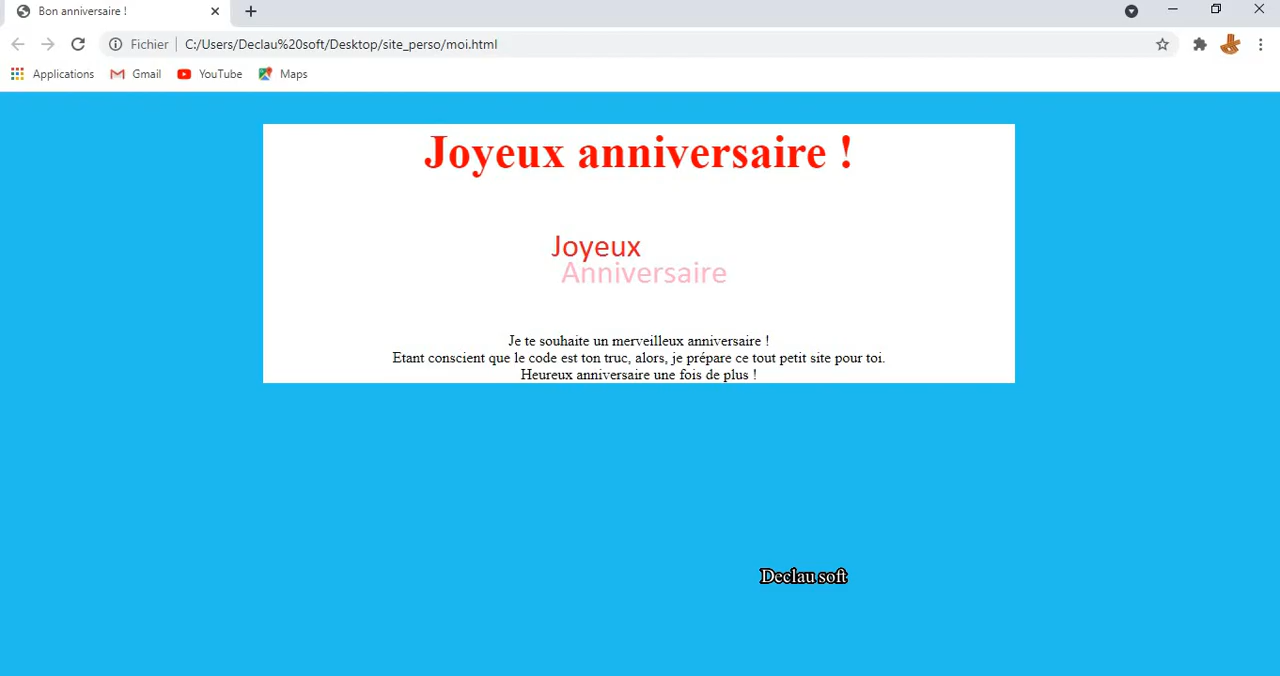 Bon anniversaire !
Fichier C:/Users/Declau%20soft/Desktop/site_perso/moi.html
Applications Gmail YouTube Maps
Joyeux anniversaire !
Joyeux
Anniversaire
Je te souhaite un merveilleux anniversaire !
Etant conscient que le code est ton truc, alors, je prépare ce tout petit site pour toi.
Heureux anniversaire une fois de plus !
Declau soft